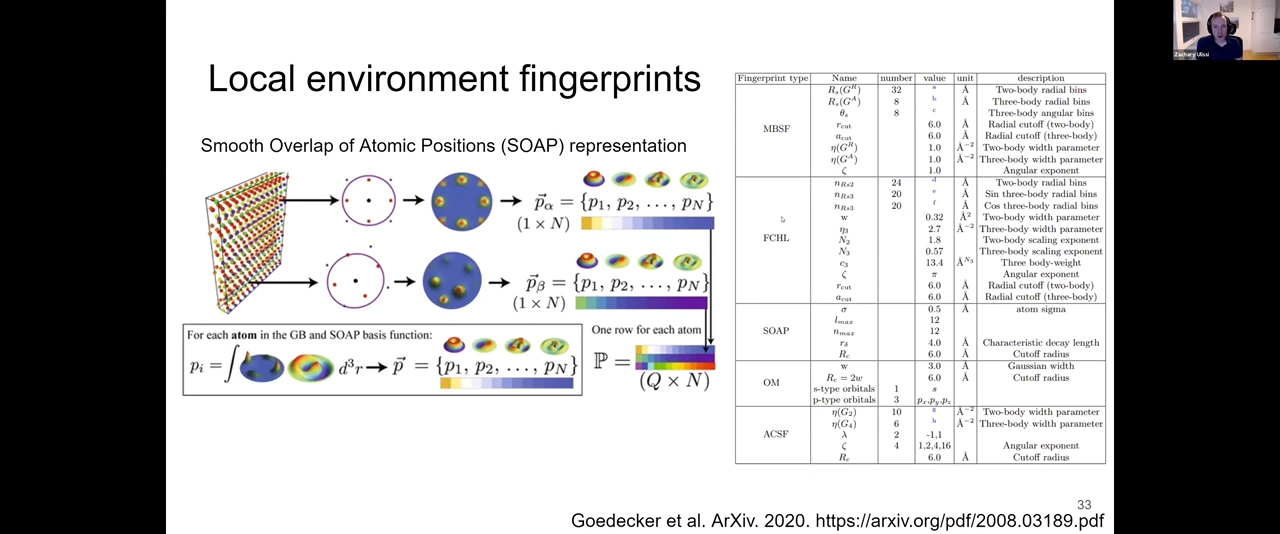 Zachary Ulissi
Local environment fingerprints
Smooth Overlap of Atomic Positions (SOAP) representation
p⃗α = {p1, p2, . . . , pN}
(1 × N)
p⃗β = {p1, p2, . . . , pN}
(1 × N)
For each atom in the GB and SOAP basis function:
pi = ∫ d³r → p⃗ = {p1, p2, . . . , pN}
One row for each atom
ℙ =
(Q × N)
Fingerprint type Name number value unit description
MBSF
Rs(G^R) 32 a Å Two-body radial bins
Rs(G^A) 8 b Å Three-body radial bins
θs 8 c Three-body angular bins
rcut 6.0 Å Radial cutoff (two-body)
acut 6.0 Å Radial cutoff (three-body)
η(G^R) 1.0 Å⁻² Two-body width parameter
η(G^A) 1.0 Å⁻² Three-body width parameter
ζ 1.0 Angular exponent
FCHL
nRs2 24 d Å Two-body radial bins
nRs3 20 e Å Sin three-body radial bins
nRs3 20 f Å Cos three-body radial bins
w 0.32 Å² Two-body width parameter
η3 2.7 Å⁻² Three-body width parameter
N2 1.8 Two-body scaling exponent
N3 0.57 Three-body scaling exponent
c3 13.4 Å^N3 Three body-weight
ζ π Angular exponent
rcut 6.0 Å Radial cutoff (two-body)
acut 6.0 Å Radial cutoff (three-body)
SOAP
σ 0.5 Å atom sigma
lmax 12
nmax 12
rδ 4.0 Å Characteristic decay length
Rc 6.0 Å Cutoff radius
OM
w 3.0 Å Gaussian width
Rc = 2w 6.0 Å Cutoff radius
s-type orbitals 1 s
p-type orbitals 3 px,py,pz
ACSF
η(G2) 10 g Å⁻² Two-body width parameter
η(G4) 6 h Å⁻² Three-body width parameter
λ 2 -1,1
ζ 4 1,2,4,16 Angular exponent
Rc 6.0 Å Cutoff radius
33
Goedecker et al. ArXiv. 2020. https://arxiv.org/pdf/2008.03189.pdf